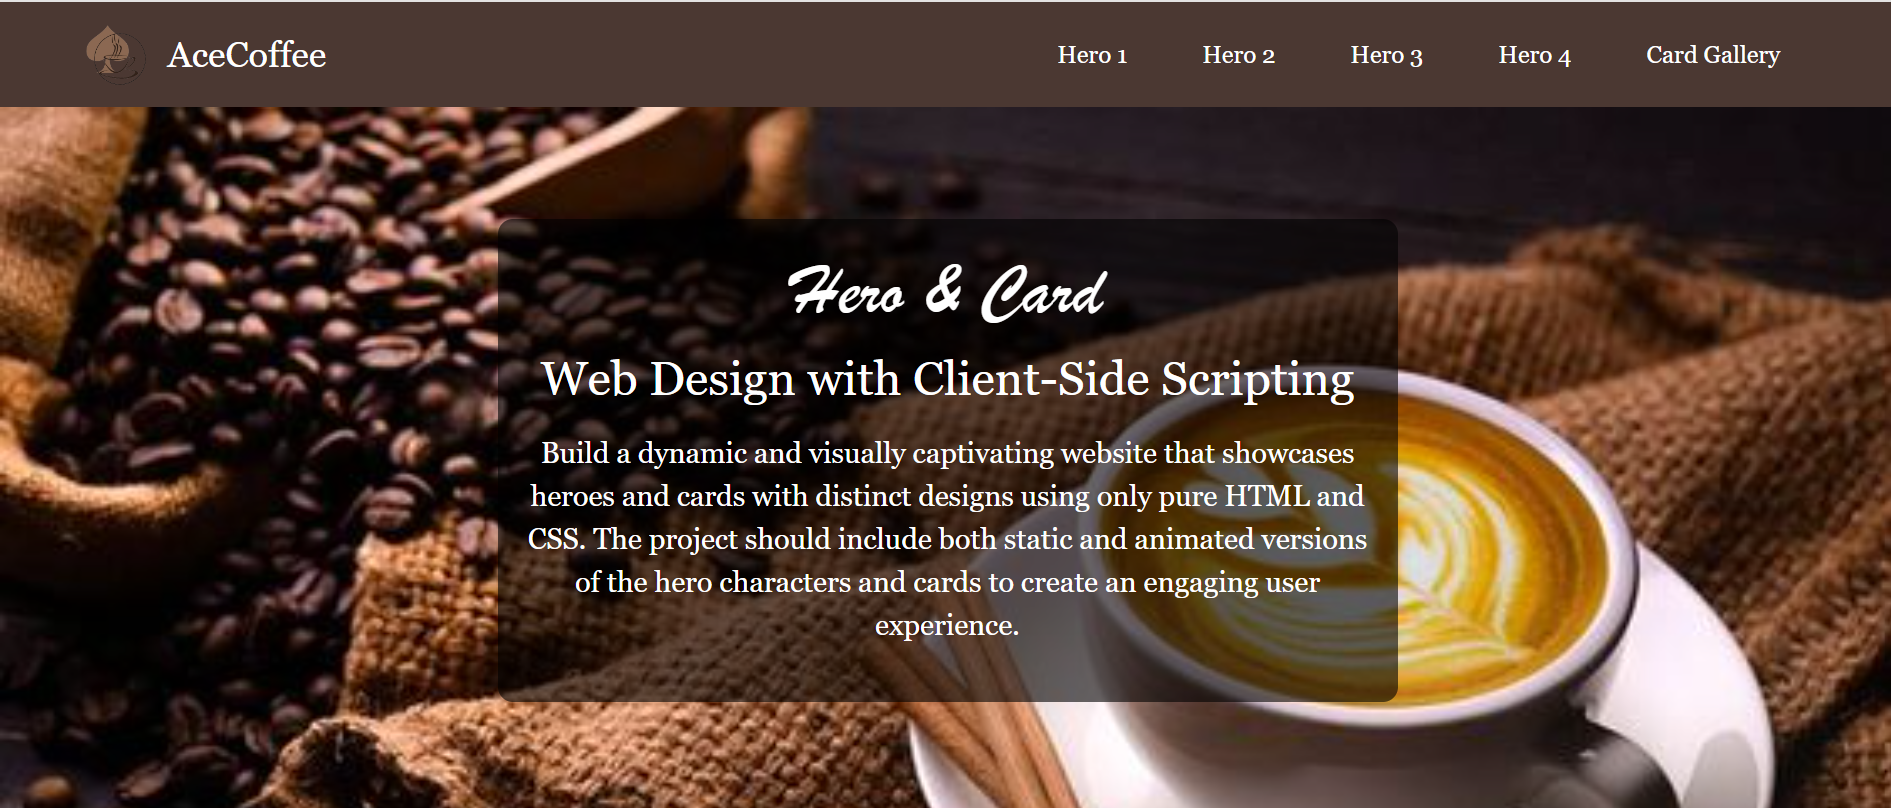 AceCoffee
Hero 1
Hero 2
Hero 3
Hero 4
Card Gallery
Hero & Card
Web Design with Client-Side Scripting
Build a dynamic and visually captivating website that showcases
heroes and cards with distinct designs using only pure HTML and
CSS. The project should include both static and animated versions
of the hero characters and cards to create an engaging user
experience.